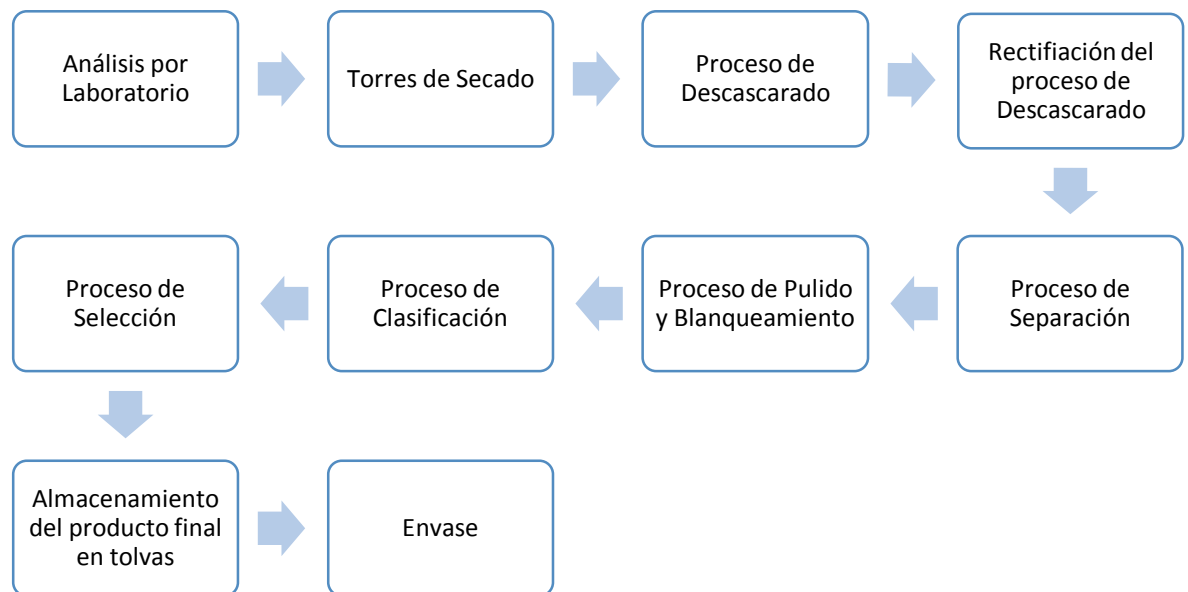 Análisis por
Laboratorio
Torres de Secado
Proceso de
Descascarado
Rectifiación del
proceso de
Descascarado
Proceso de
Selección
Proceso de
Clasificación
Proceso de Pulido
y Blanqueamiento
Proceso de
Separación
Almacenamiento
del producto final
en tolvas
Envase